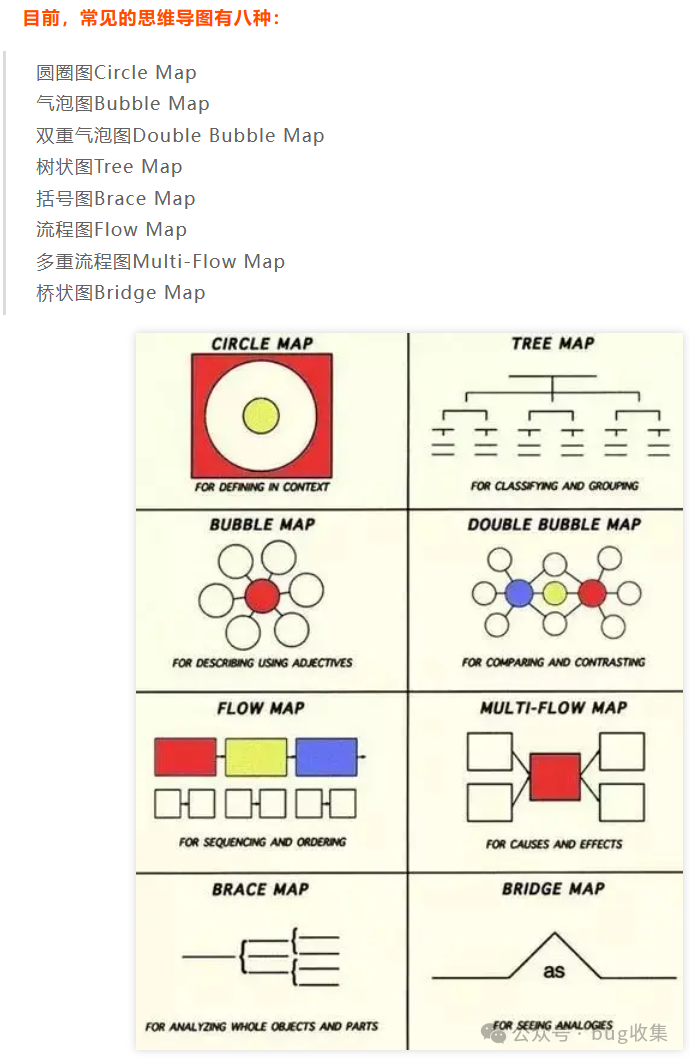 目前，常见的思维导图有八种：
圆圈图Circle Map
气泡图Bubble Map
双重气泡图Double Bubble Map
树状图Tree Map
括号图Brace Map
流程图Flow Map
多重流程图Multi-Flow Map
桥状图Bridge Map
CIRCLE MAP
FOR DEFINING IN CONTEXT
TREE MAP
FOR CLASSIFYING AND GROUPING
BUBBLE MAP
FOR DESCRIBING USING ADJECTIVES
DOUBLE BUBBLE MAP
FOR COMPARING AND CONTRASTING
FLOW MAP
FOR SEQUENCING AND ORDERING
MULTI-FLOW MAP
FOR CAUSES AND EFFECTS
BRACE MAP
FOR ANALYZING WHOLE OBJECTS AND PARTS
BRIDGE MAP
as
FOR SEEING ANALOGIES
公众号·bug收集